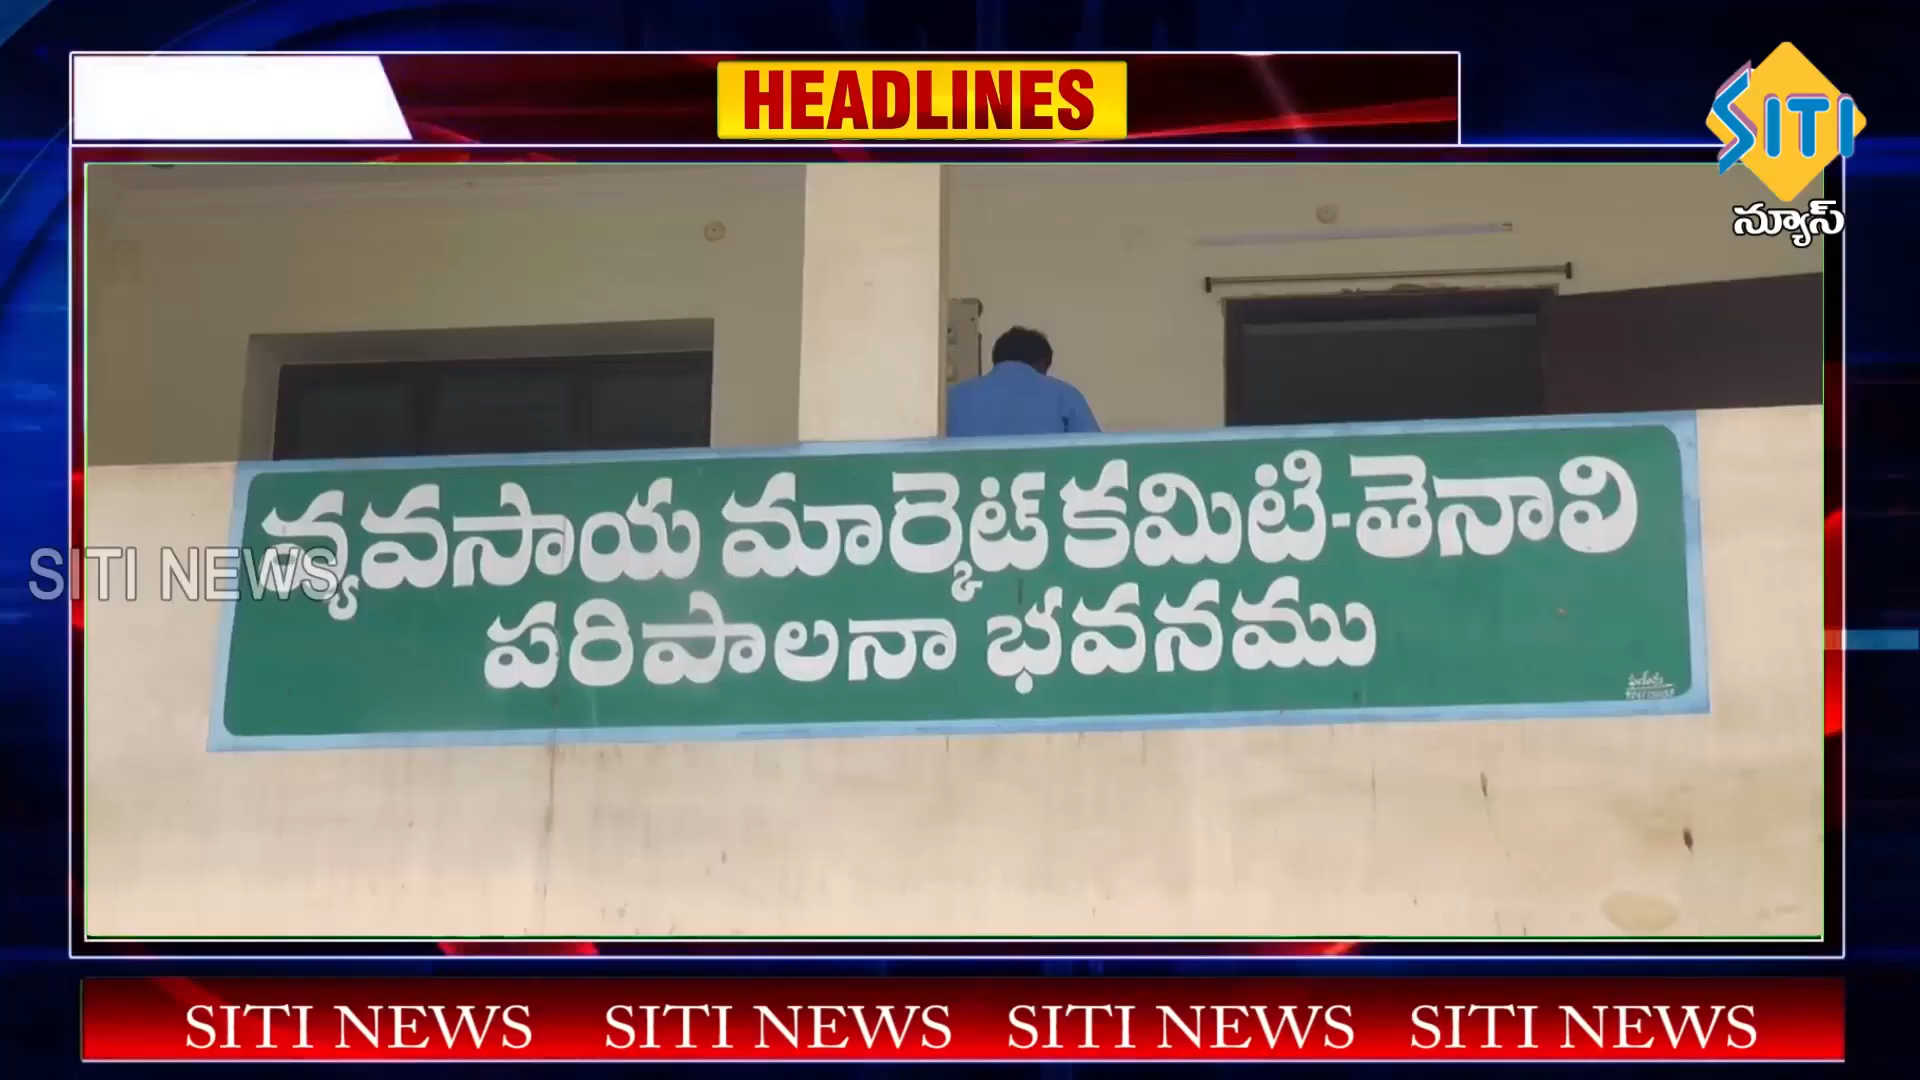 HEADLINES
SITI
న్యూస్
వ్యవసాయ మార్కెట్ కమిటి-తెనాలి
SITI NEWS
పరిపాలనా భవనము
SITI NEWS SITI NEWS SITI NEWS SITI NEWS